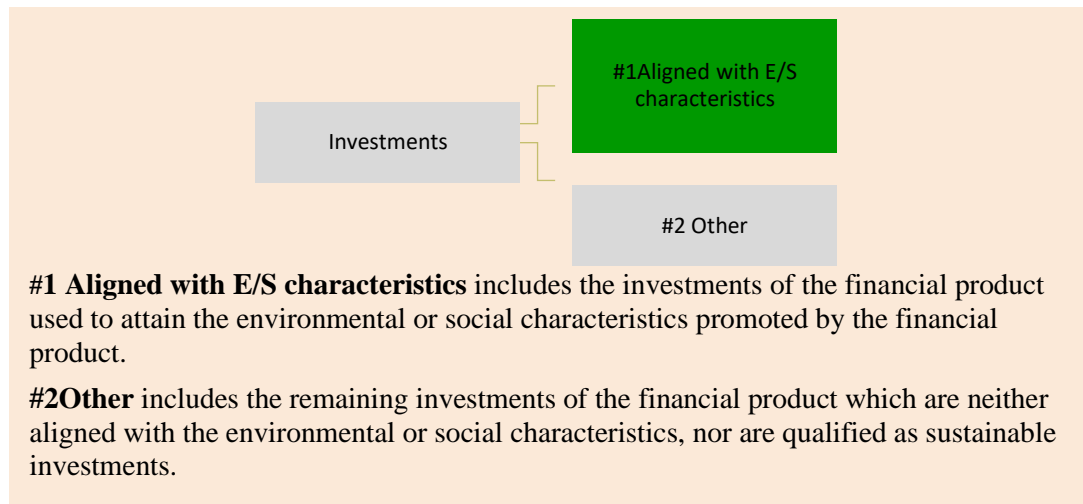 #1Aligned with E/S
characteristics
Investments
#2 Other
#1 Aligned with E/S characteristics includes the investments of the financial product
used to attain the environmental or social characteristics promoted by the financial
product.
#2Other includes the remaining investments of the financial product which are neither
aligned with the environmental or social characteristics, nor are qualified as sustainable
investments.